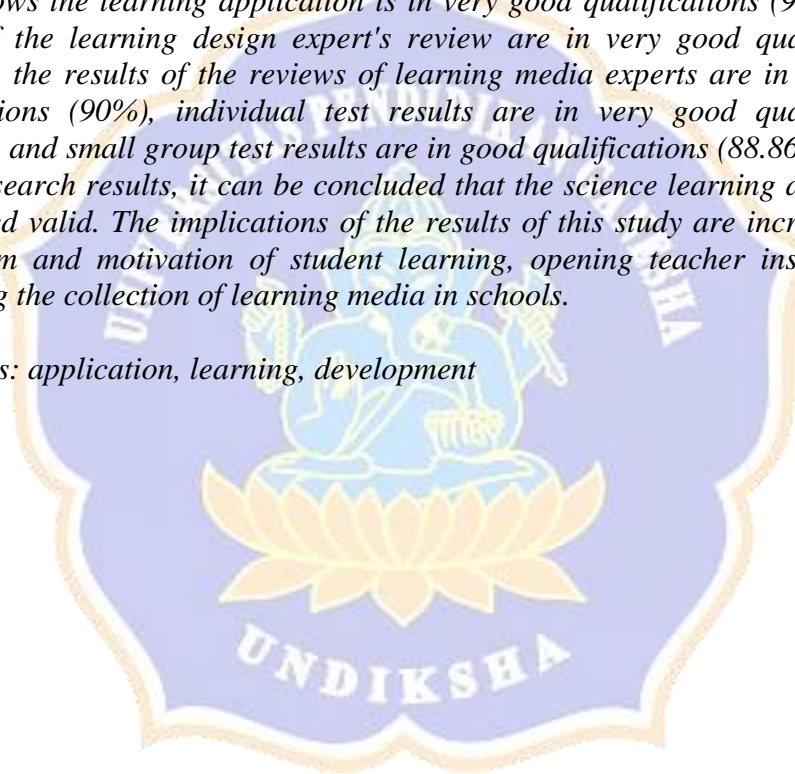 ows the learning application is in very good qualifications (9
f the learning design expert's review are in very good qua
the results of the reviews of learning media experts are in
ions (90%), individual test results are in very good qua
and small group test results are in good qualifications (88.86
search results, it can be concluded that the science learning a
ed valid. The implications of the results of this study are incr
m and motivation of student learning, opening teacher ins
g the collection of learning media in schools.
s: application, learning, development
UNIVERSITAS PENDIDIKAN GANESHA
UNDIKSHA